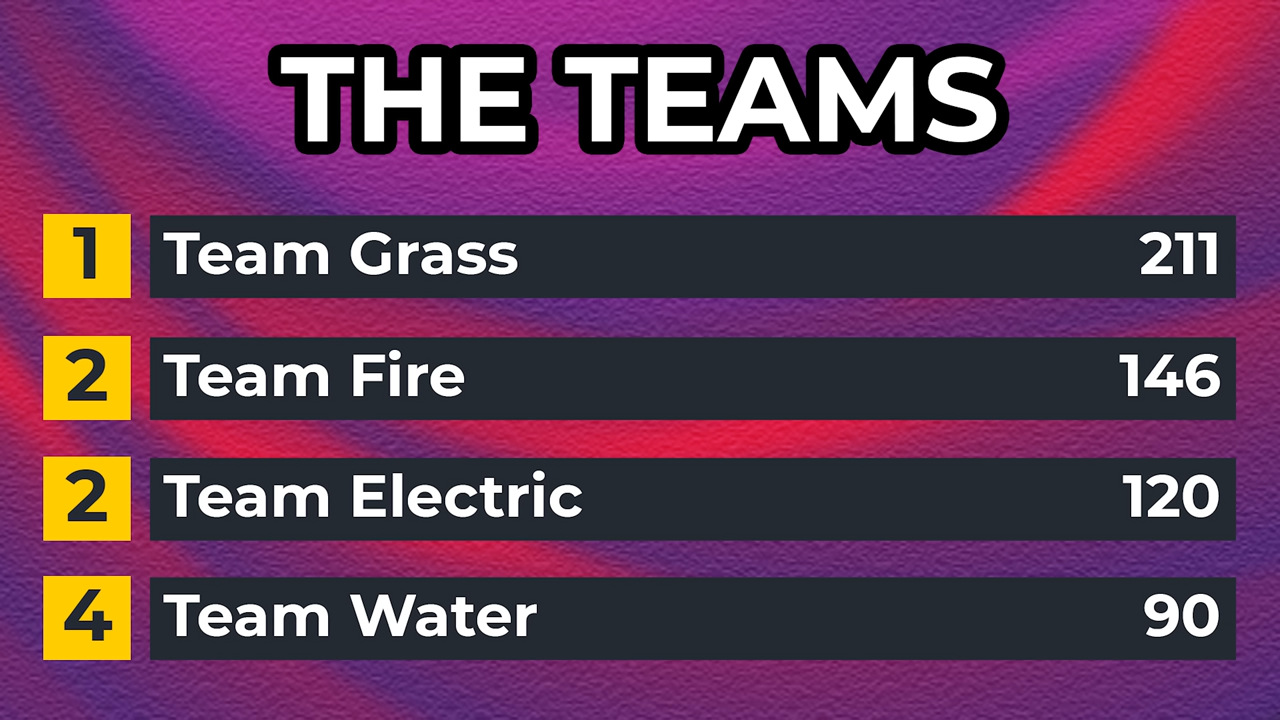 THE TEAMS
1 Team Grass 211
2 Team Fire 146
2 Team Electric 120
4 Team Water 90